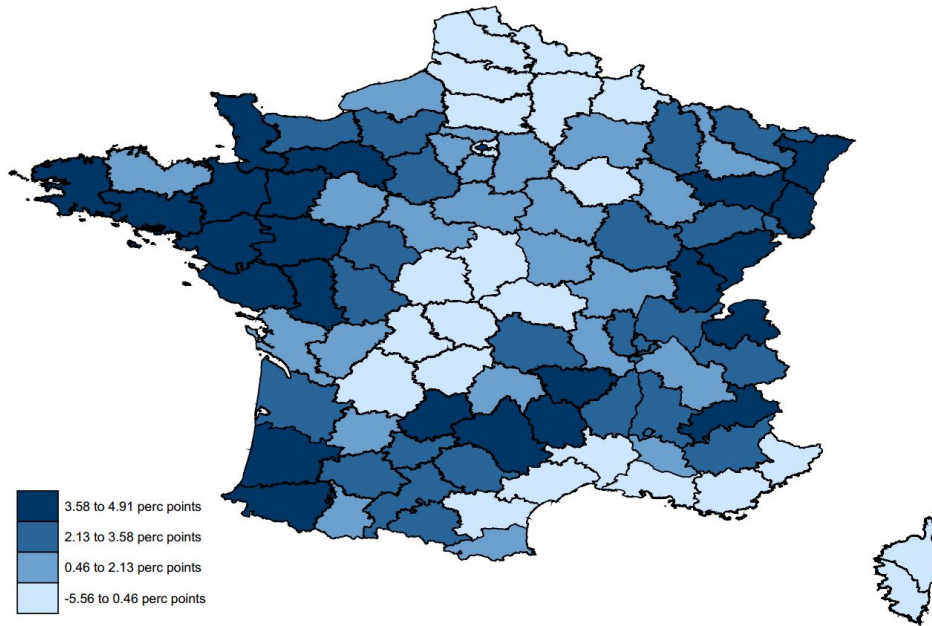 3.58 to 4.91 perc points
2.13 to 3.58 perc points
0.46 to 2.13 perc points
-5.56 to 0.46 perc points